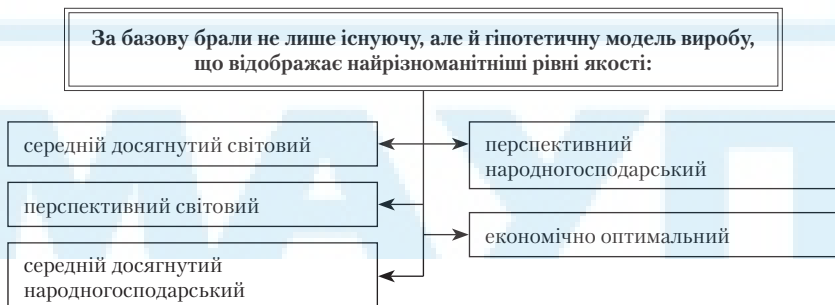 За базову брали не лише існуючу, але й гіпотетичну модель виробу,
що відображає найрізноманітніші рівні якості:
середній досягнутий світовий
перспективний світовий
середній досягнутий
народногосподарський
перспективний
народногосподарський
економічно оптимальний
МАУП